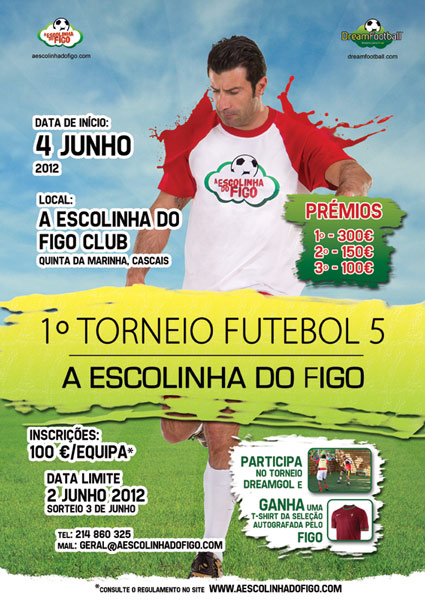 A ESCOLINHA
DO FIGO
aescolinhadofigo.com
DreamFootball
dreamfootball.com
DATA DE INÍCIO:
4 JUNHO
2012
LOCAL:
A ESCOLINHA DO
FIGO CLUB
QUINTA DA MARINHA, CASCAIS
A ESCOLINHA
DO FIGO
PRÉMIOS
1º - 300€
2º - 150€
3º - 100€
1º TORNEIO FUTEBOL 5
A ESCOLINHA DO FIGO
INSCRIÇÕES:
100 €/EQUIPA*
DATA LIMITE
2 JUNHO 2012
SORTEIO 3 DE JUNHO
TEL: 214 860 325
MAIL: GERAL@AESCOLINHADOFIGO.COM
PARTICIPA
NO TORNEIO
DREAMGOL E
GANHA UMA
T-SHIRT DA SELEÇÃO
AUTOGRAFADA PELO
FIGO
*CONSULTE O REGULAMENTO NO SITE WWW.AESCOLINHADOFIGO.COM